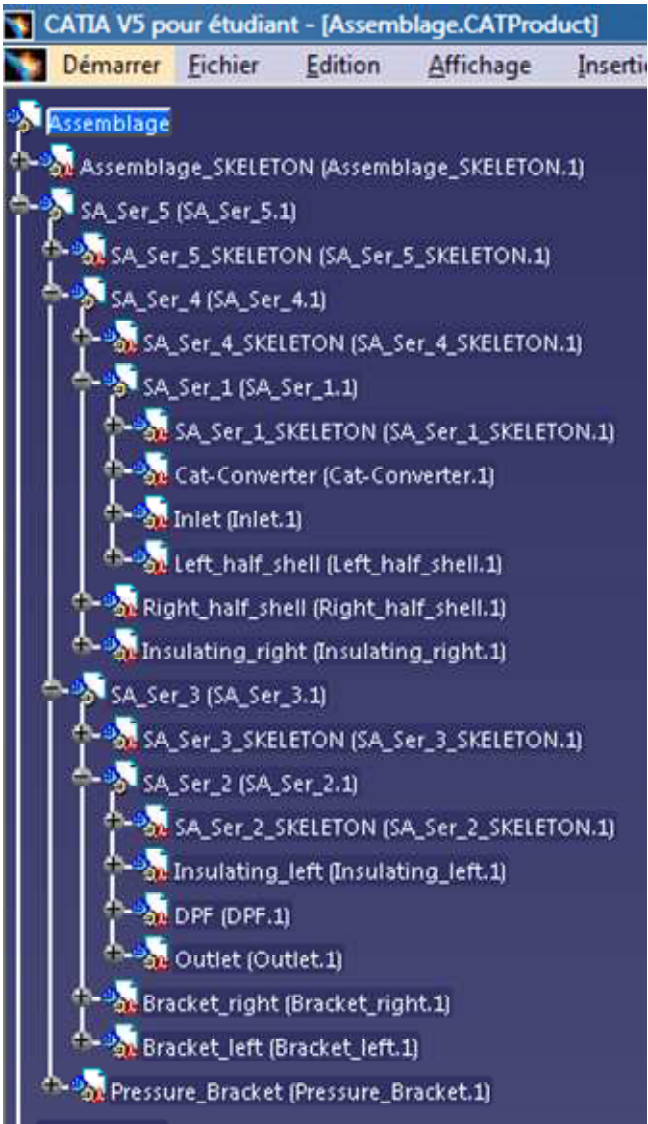 CATIA V5 pour étudiant - [Assemblage.CATProduct]
Démarrer Fichier Edition Affichage Inserti
Assemblage
Assemblage_SKELETON (Assemblage_SKELETON.1)
SA_Ser_5 (SA_Ser_5.1)
SA_Ser_5_SKELETON (SA_Ser_5_SKELETON.1)
SA_Ser_4 (SA_Ser_4.1)
SA_Ser_4_SKELETON (SA_Ser_4_SKELETON.1)
SA_Ser_1 (SA_Ser_1.1)
SA_Ser_1_SKELETON (SA_Ser_1_SKELETON.1)
Cat-Converter (Cat-Converter.1)
Inlet (Inlet.1)
Left_half_shell (Left_half_shell.1)
Right_half_shell (Right_half_shell.1)
Insulating_right (Insulating_right.1)
SA_Ser_3 (SA_Ser_3.1)
SA_Ser_3_SKELETON (SA_Ser_3_SKELETON.1)
SA_Ser_2 (SA_Ser_2.1)
SA_Ser_2_SKELETON (SA_Ser_2_SKELETON.1)
Insulating_left (Insulating_left.1)
DPF (DPF.1)
Outlet (Outlet.1)
Bracket_right (Bracket_right.1)
Bracket_left (Bracket_left.1)
Pressure_Bracket (Pressure_Bracket.1)